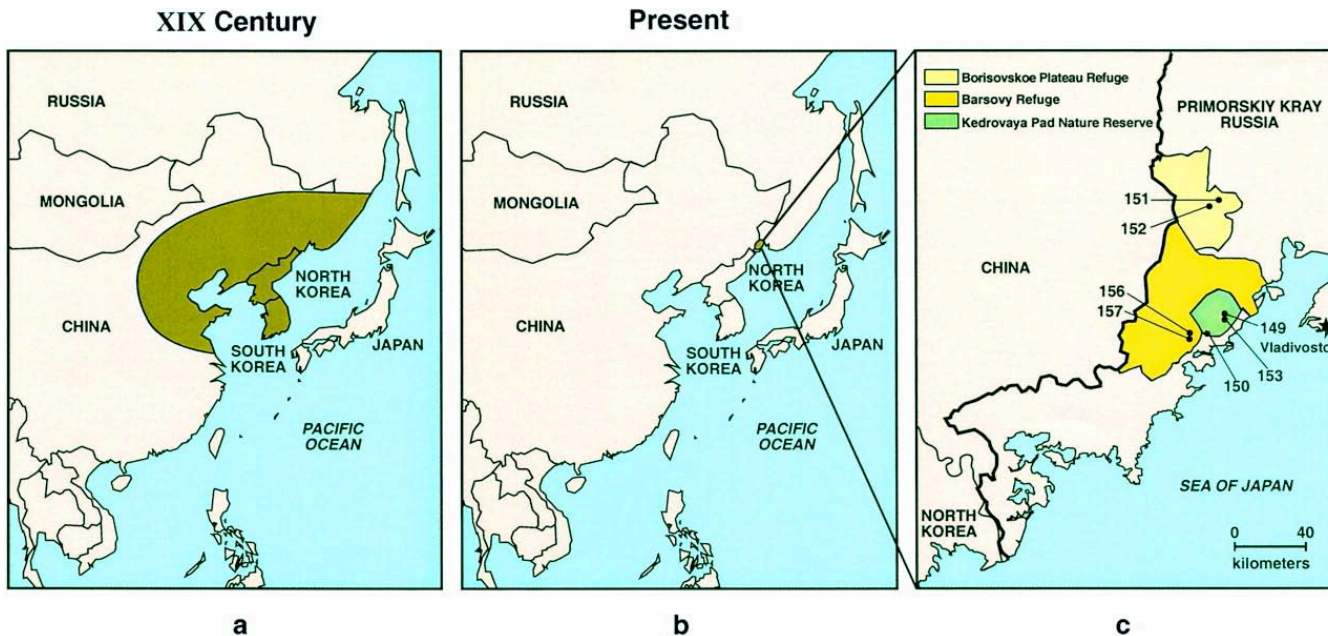 XIX Century
RUSSIA
MONGOLIA
CHINA
NORTH
KOREA
SOUTH
KOREA
JAPAN
PACIFIC
OCEAN
a
Present
RUSSIA
MONGOLIA
CHINA
NORTH
KOREA
SOUTH
KOREA
JAPAN
PACIFIC
OCEAN
b
Borisovskoe Plateau Refuge
Barsovy Refuge
Kedrovaya Pad Nature Reserve
PRIMORSKIY KRAY
RUSSIA
151
152
CHINA
156
157
149
Vladivosto
153
150
SEA OF JAPAN
NORTH
KOREA
0 40
kilometers
c